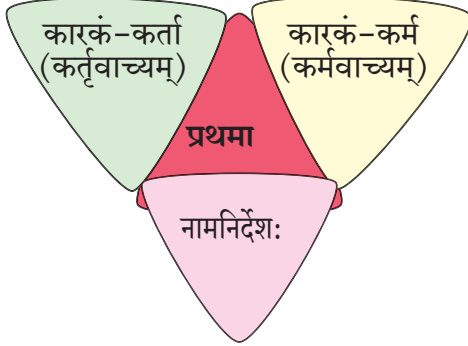 कारकं-कर्ता
(कर्तृवाच्यम्)
कारकं-कर्म
(कर्मवाच्यम्)
प्रथमा
नामनिर्देशः